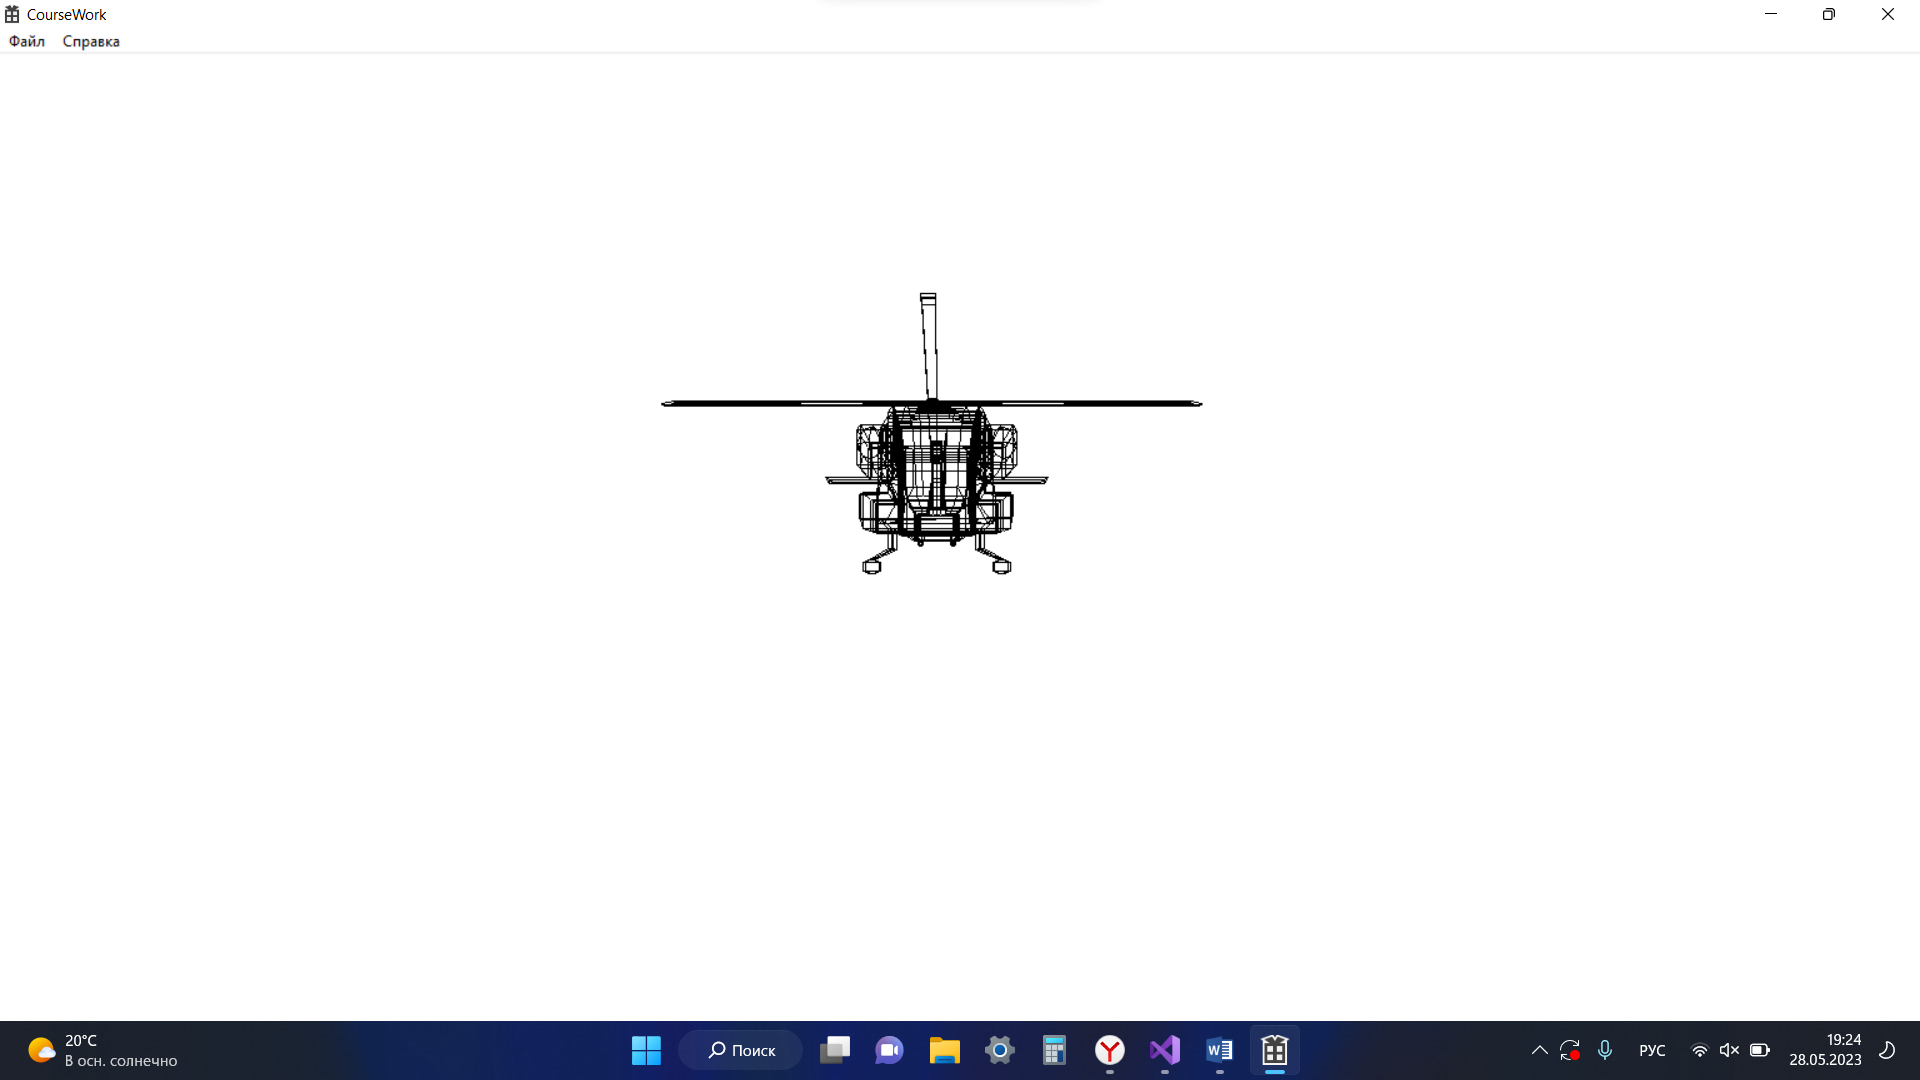 CourseWork
Файл Справка
20°C
В осн. солнечно
Поиск
РУС
19:24
28.05.2023